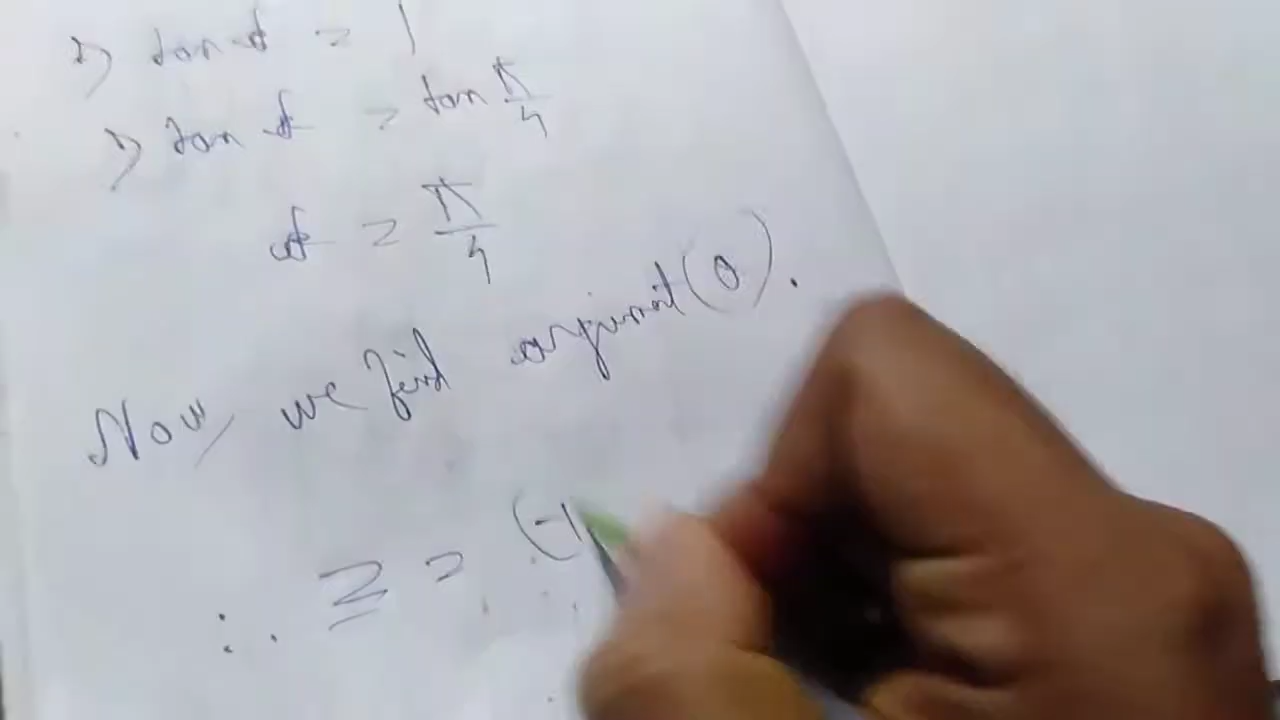 ⇒ tan α = 1
⇒ tan α = tan π/4
α = π/4
Now, we find argument (θ).
∴ z = (-1